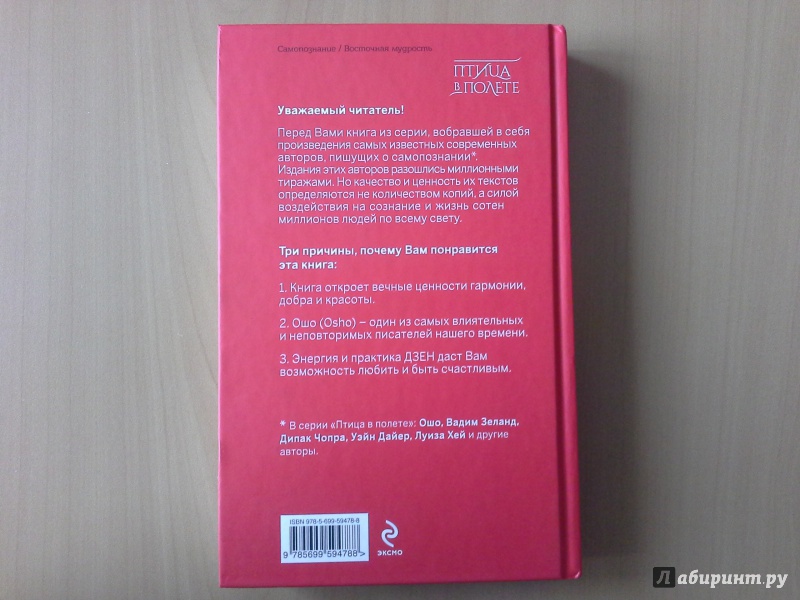 Самопознание / Восточная мудрость
ПТИЦА
В ПОЛЕТЕ
Уважаемый читатель!
Перед Вами книга из серии, вобравшей в себя
произведения самых известных современных
авторов, пишущих о самопознании*.
Издания этих авторов разошлись миллионными
тиражами. Но качество и ценность их текстов
определяются не количеством копий, а силой
воздействия на сознание и жизнь сотен
миллионов людей по всему свету.
Три причины, почему Вам понравится
эта книга:
1. Книга откроет вечные ценности гармонии,
добра и красоты.
2. Ошо (Osho) – один из самых влиятельных
и неповторимых писателей нашего времени.
3. Энергия и практика ДЗЕН даст Вам
возможность любить и быть счастливым.
* В серии «Птица в полете»: Ошо, Вадим Зеланд,
Дипак Чопра, Уэйн Дайер, Луиза Хей и другие
авторы.
ISBN 978-5-699-59478-8
9 785699 594788
ЭКСМО
Лабиринт.ру